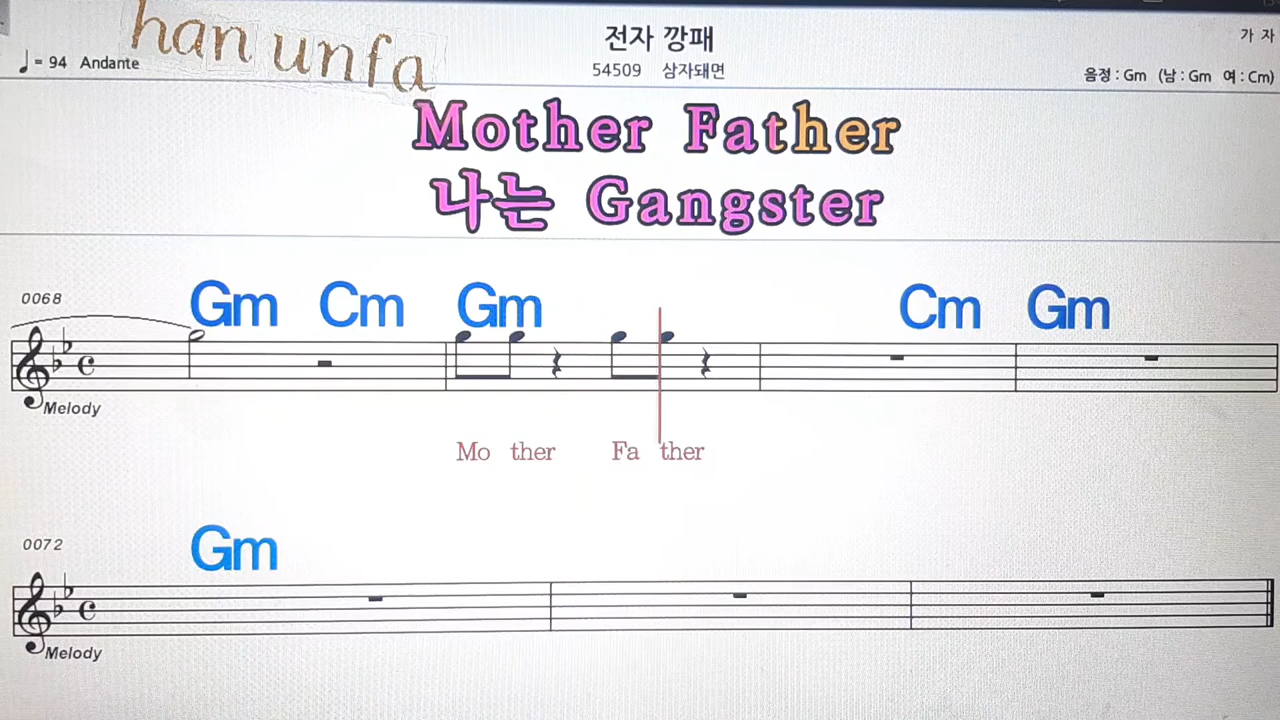 han unfa
전자 깡패
가 자
♩= 94 Andante
54509 삼자돼면
음정 : Gm (남 : Gm 여 : Cm)
Mother Father
나는 Gangster
0068
Gm Cm Gm Cm Gm
Melody
Mo ther Fa ther
0072
Gm
Melody